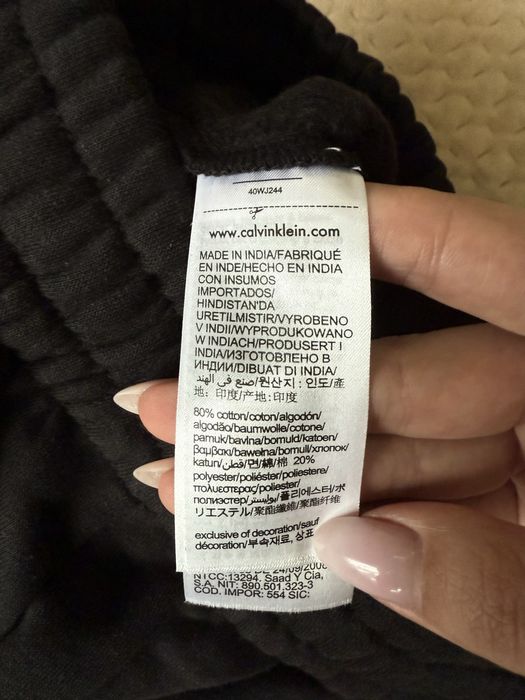 40WJ244
www.calvinklein.com
MADE IN INDIA/FABRIQUÉ
EN INDE/HECHO EN INDIA
CON INSUMOS
IMPORTADOS/
HINDISTAN'DA
URETILMISTIR/VYROBENO
V INDII/WYPRODUKOWANO
W INDIACH/PRODUSERT I
INDIA/ИЗГОТОВЛЕНО В
ИНДИИ/DIBUAT DI INDIA/
صنع في الهند/원산지 : 인도/產
地: 印度/产地: 印度
80% cotton/coton/algodón/
algodão/baumwolle/cotone/
pamuk/bavlna/bomuld/katoen/
βαμβακι/bawełna/bomull/хлопок/
katun/قطن/면/綿/棉 20%
polyester/poliéster/poliestere/
πολυεστερας/poliester/
полиэстер/بوليستر/폴리에스터/ポ
リエステル/聚酯纖維/聚酯纤维
exclusive of decoration/sauf
décoration/부속재료, 상표
DE 24/09/2008
NTCC:13294. Saad Y Cia,
S.A. NIT: 890.501.323-3
COD. IMPOR: 554 SIC: